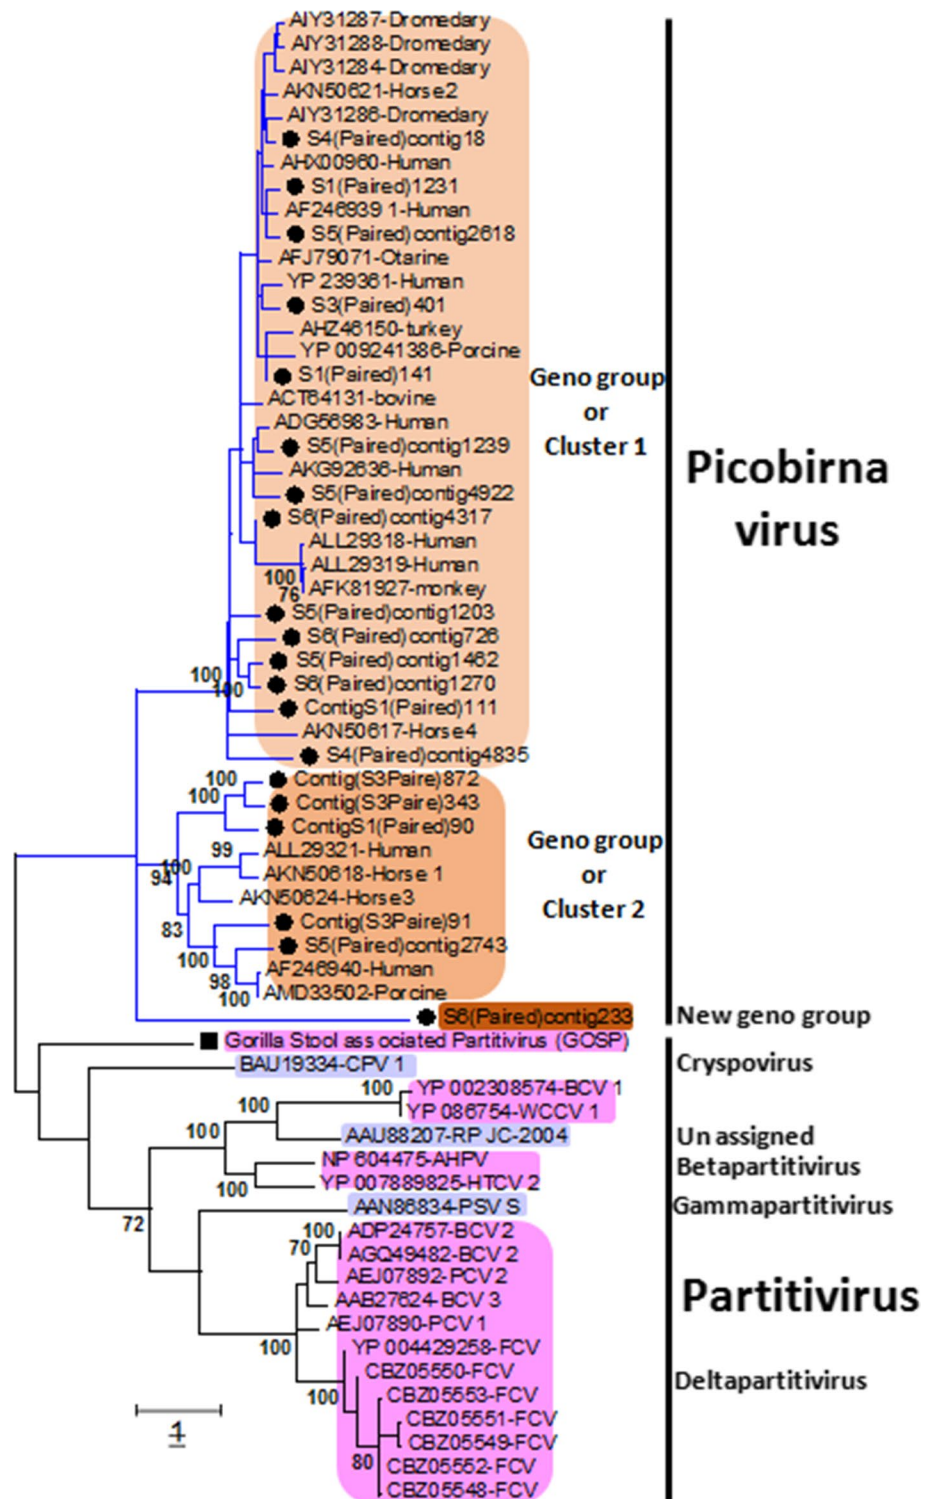 AIY31287-Dromedary
AIY31288-Dromedary
AIY31284-Dromedary
AKN50621-Horse2
AIY31286-Dromedary
S4(Paired)contig18
AHX00960-Human
S1(Paired)1231
AF246939 1-Human
S5(Paired)contig2618
AFJ79071-Otarine
YP 239361-Human
S3(Paired)401
AHZ46150-turkey
YP 009241386-Porcine
S1(Paired)141
ACT64131-bovine
ADG56983-Human
S5(Paired)contig1239
AKG92636-Human
S5(Paired)contig4922
S6(Paired)contig4317
ALL29318-Human
ALL29319-Human
100
AFK81927-monkey
76
S5(Paired)contig1203
S6(Paired)contig726
S5(Paired)contig1462
100
S6(Paired)contig1270
100
ContigS1(Paired)111
AKN50617-Horse4
S4(Paired)contig4835
Geno group
or
Cluster 1
Picobirna
virus
100
Contig(S3Paire)872
100
Contig(S3Paire)343
ContigS1(Paired)90
99
ALL29321-Human
100
94
AKN50618-Horse 1
AKN50624-Horse3
83
Contig(S3Paire)91
S5(Paired)contig2743
100
AF246940-Human
98
100
AMD33502-Porcine
Geno group
or
Cluster 2
S6(Paired)contig233
New geno group
Gorilla Stool ass ociated Partitivirus (GOSP)
BAU19334-CPV 1
Cryspovirus
100
YP 002308574-BCV 1
100
YP 086754-WCCV 1
100
AAU88207-RP JC-2004
Un assigned
NP 604475-AHPV
Betapartitivirus
100
YP 007889825-HTCV 2
AAN86834-PSV S
Gammapartitivirus
72
100
ADP24757-BCV 2
70
AGQ49482-BCV 2
AEJ07892-PCV 2
AAB27624-BCV 3
Partitivirus
AEJ07890-PCV 1
100
YP 004429258-FCV
CBZ05550-FCV
Deltapartitivirus
100
CBZ05553-FCV
CBZ05551-FCV
CBZ05549-FCV
80
CBZ05552-FCV
CBZ05548-FCV
1